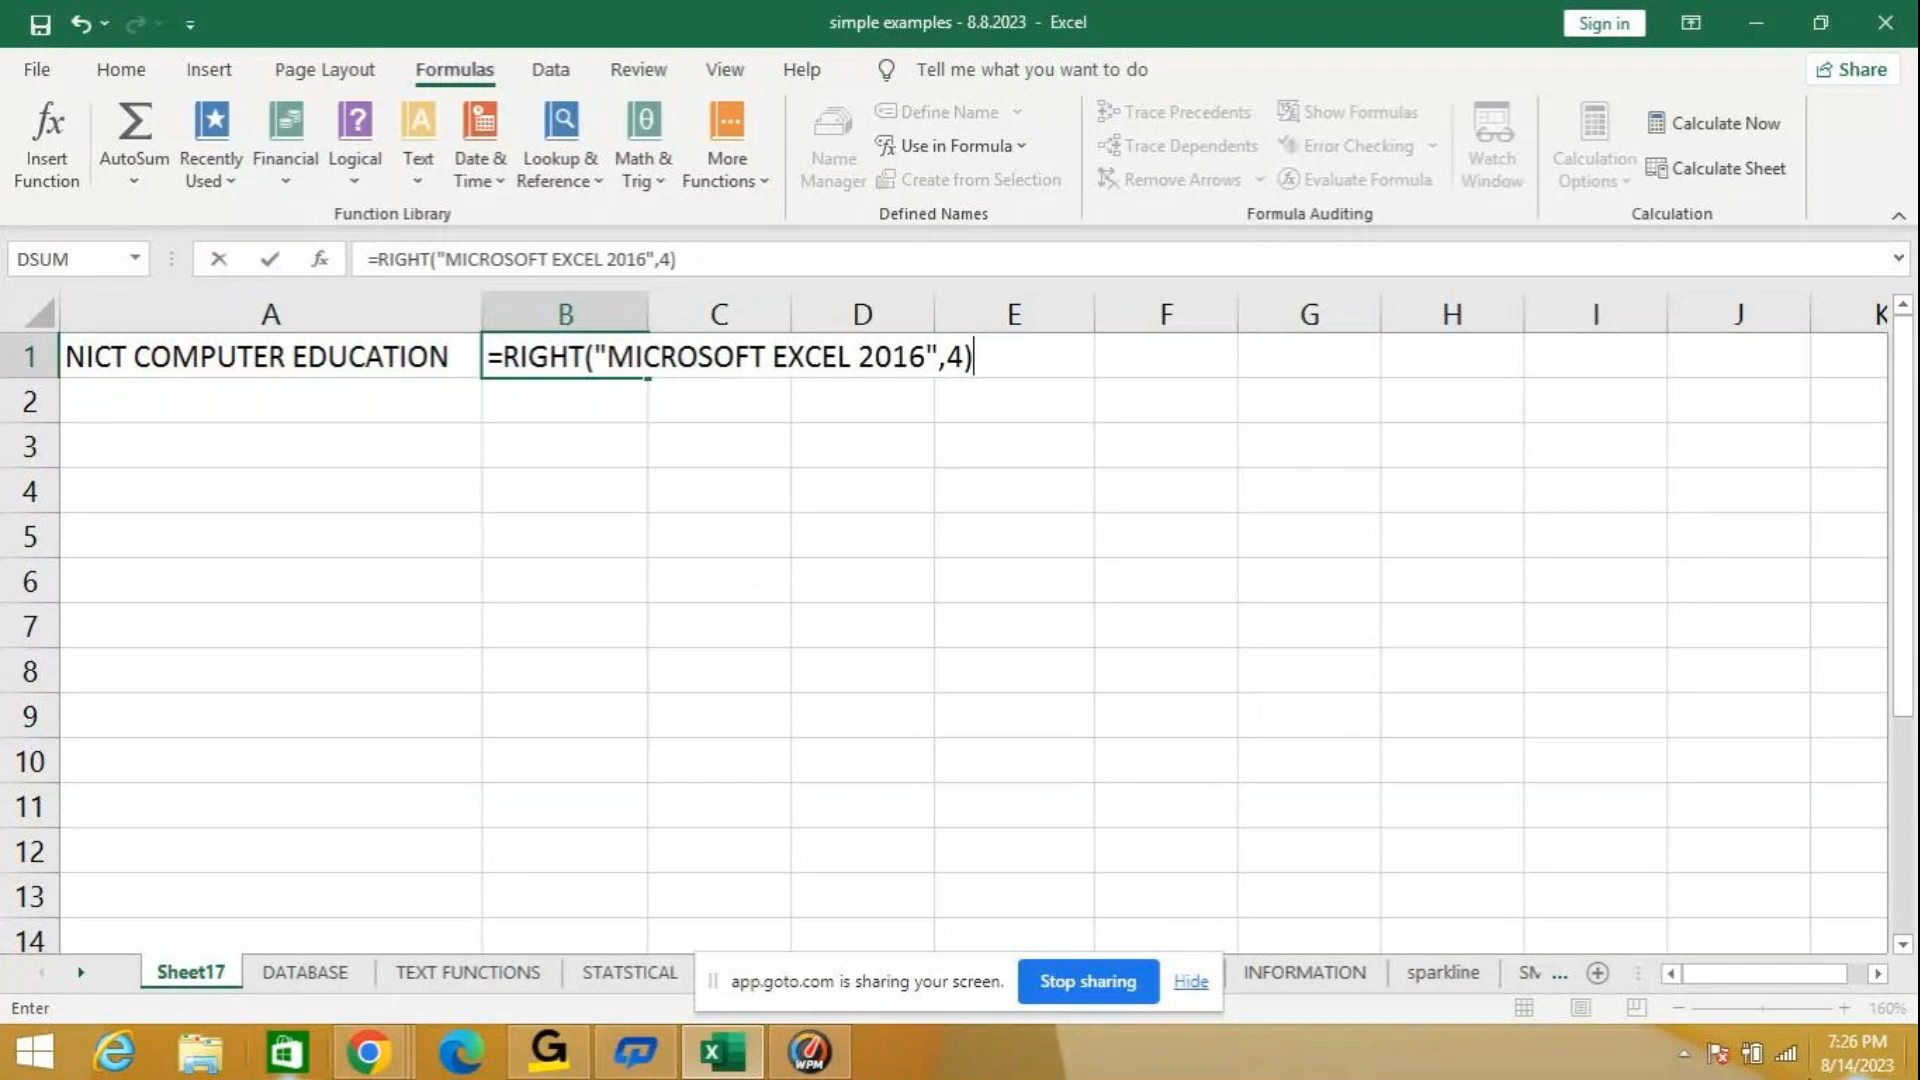 simple examples - 8.8.2023 - Excel
Sign in
File Home Insert Page Layout Formulas Data Review View Help Tell me what you want to do Share
Insert Function
AutoSum
Recently Used
Financial
Logical
Text
Date & Time
Lookup & Reference
Math & Trig
More Functions
Function Library
Name Manager
Define Name
Use in Formula
Create from Selection
Defined Names
Trace Precedents
Trace Dependents
Remove Arrows
Show Formulas
Error Checking
Evaluate Formula
Watch Window
Formula Auditing
Calculation Options
Calculate Now
Calculate Sheet
Calculation
DSUM fx =RIGHT("MICROSOFT EXCEL 2016",4)
A B C D E F G H I J K
1 NICT COMPUTER EDUCATION =RIGHT("MICROSOFT EXCEL 2016",4)
2
3
4
5
6
7
8
9
10
11
12
13
14
Sheet17 DATABASE TEXT FUNCTIONS STATSTICAL INFORMATION sparkline SM ...
app.goto.com is sharing your screen. Stop sharing Hide
Enter
160%
WPM
7:26 PM
8/14/2023